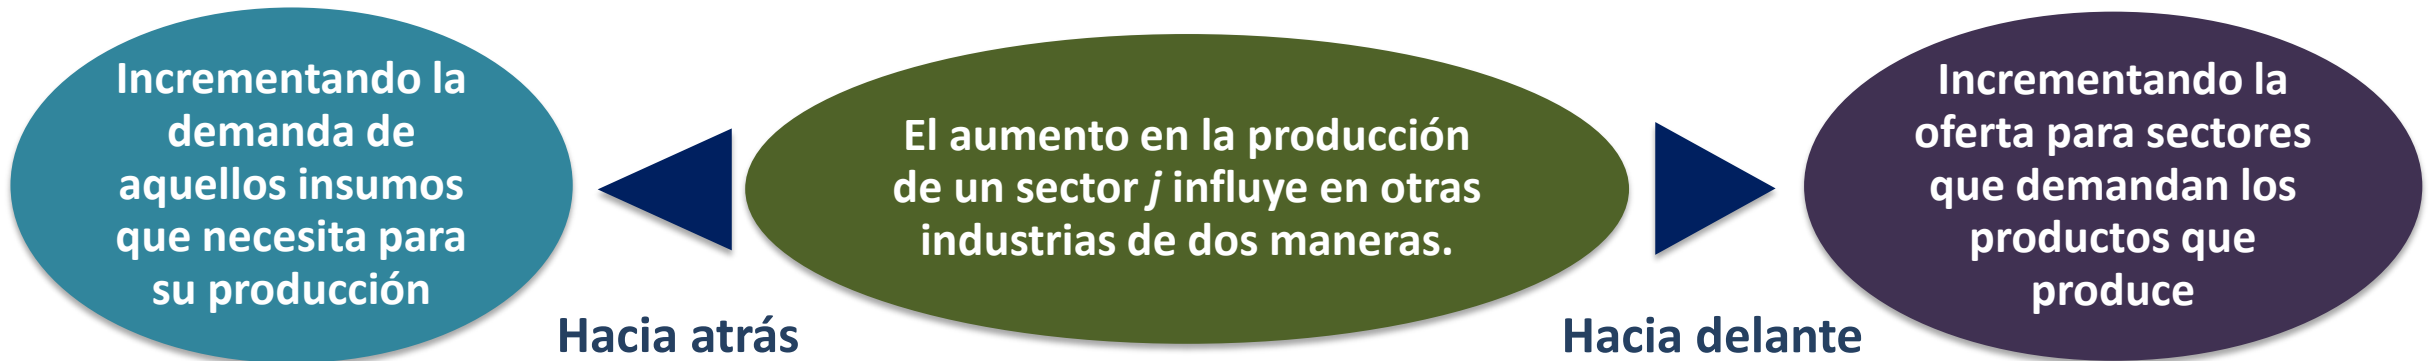 Incrementando la
demanda de
aquellos insumos
que necesita para
su producción
Hacia atrás
El aumento en la producción
de un sector j influye en otras
industrias de dos maneras.
Hacia delante
Incrementando la
oferta para sectores
que demandan los
productos que
produce